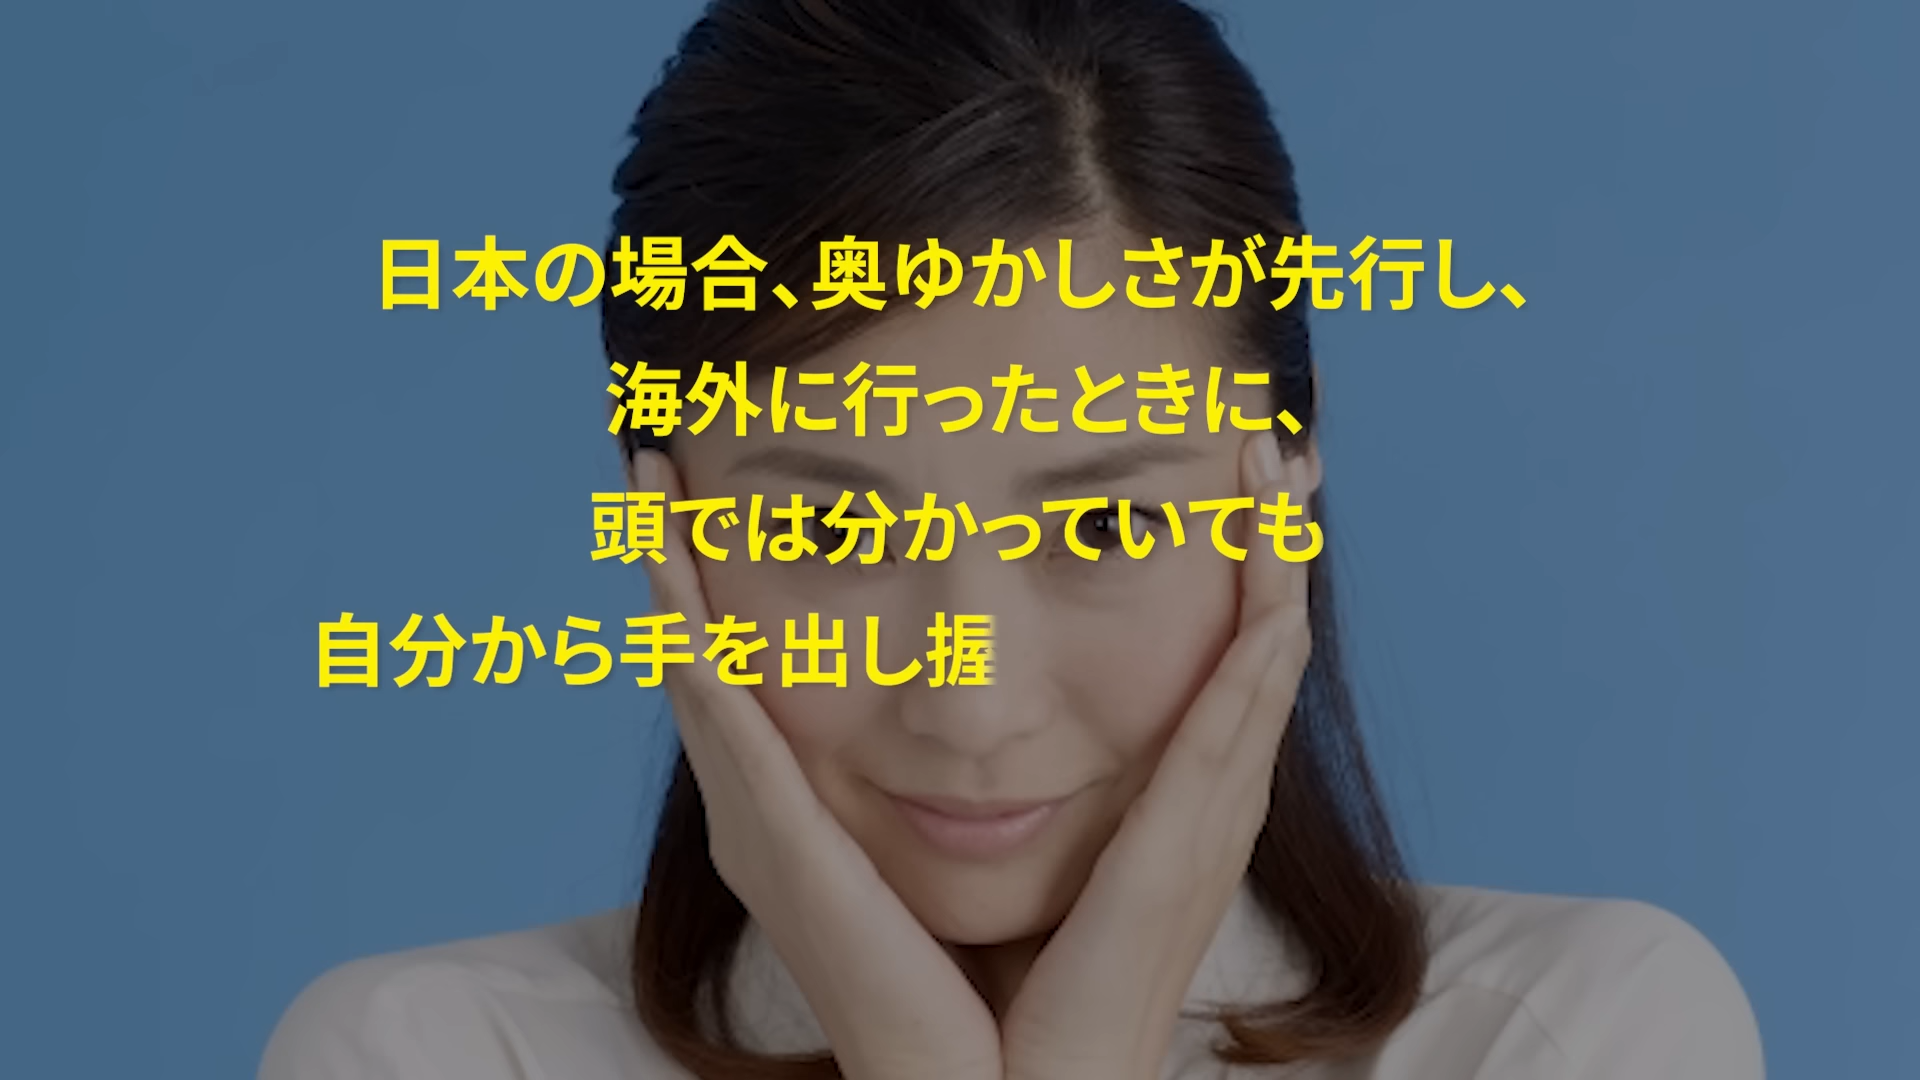 日本の場合、奥ゆかしさが先行し、
海外に行ったときに、
頭では分かっていても
自分から手を出し握